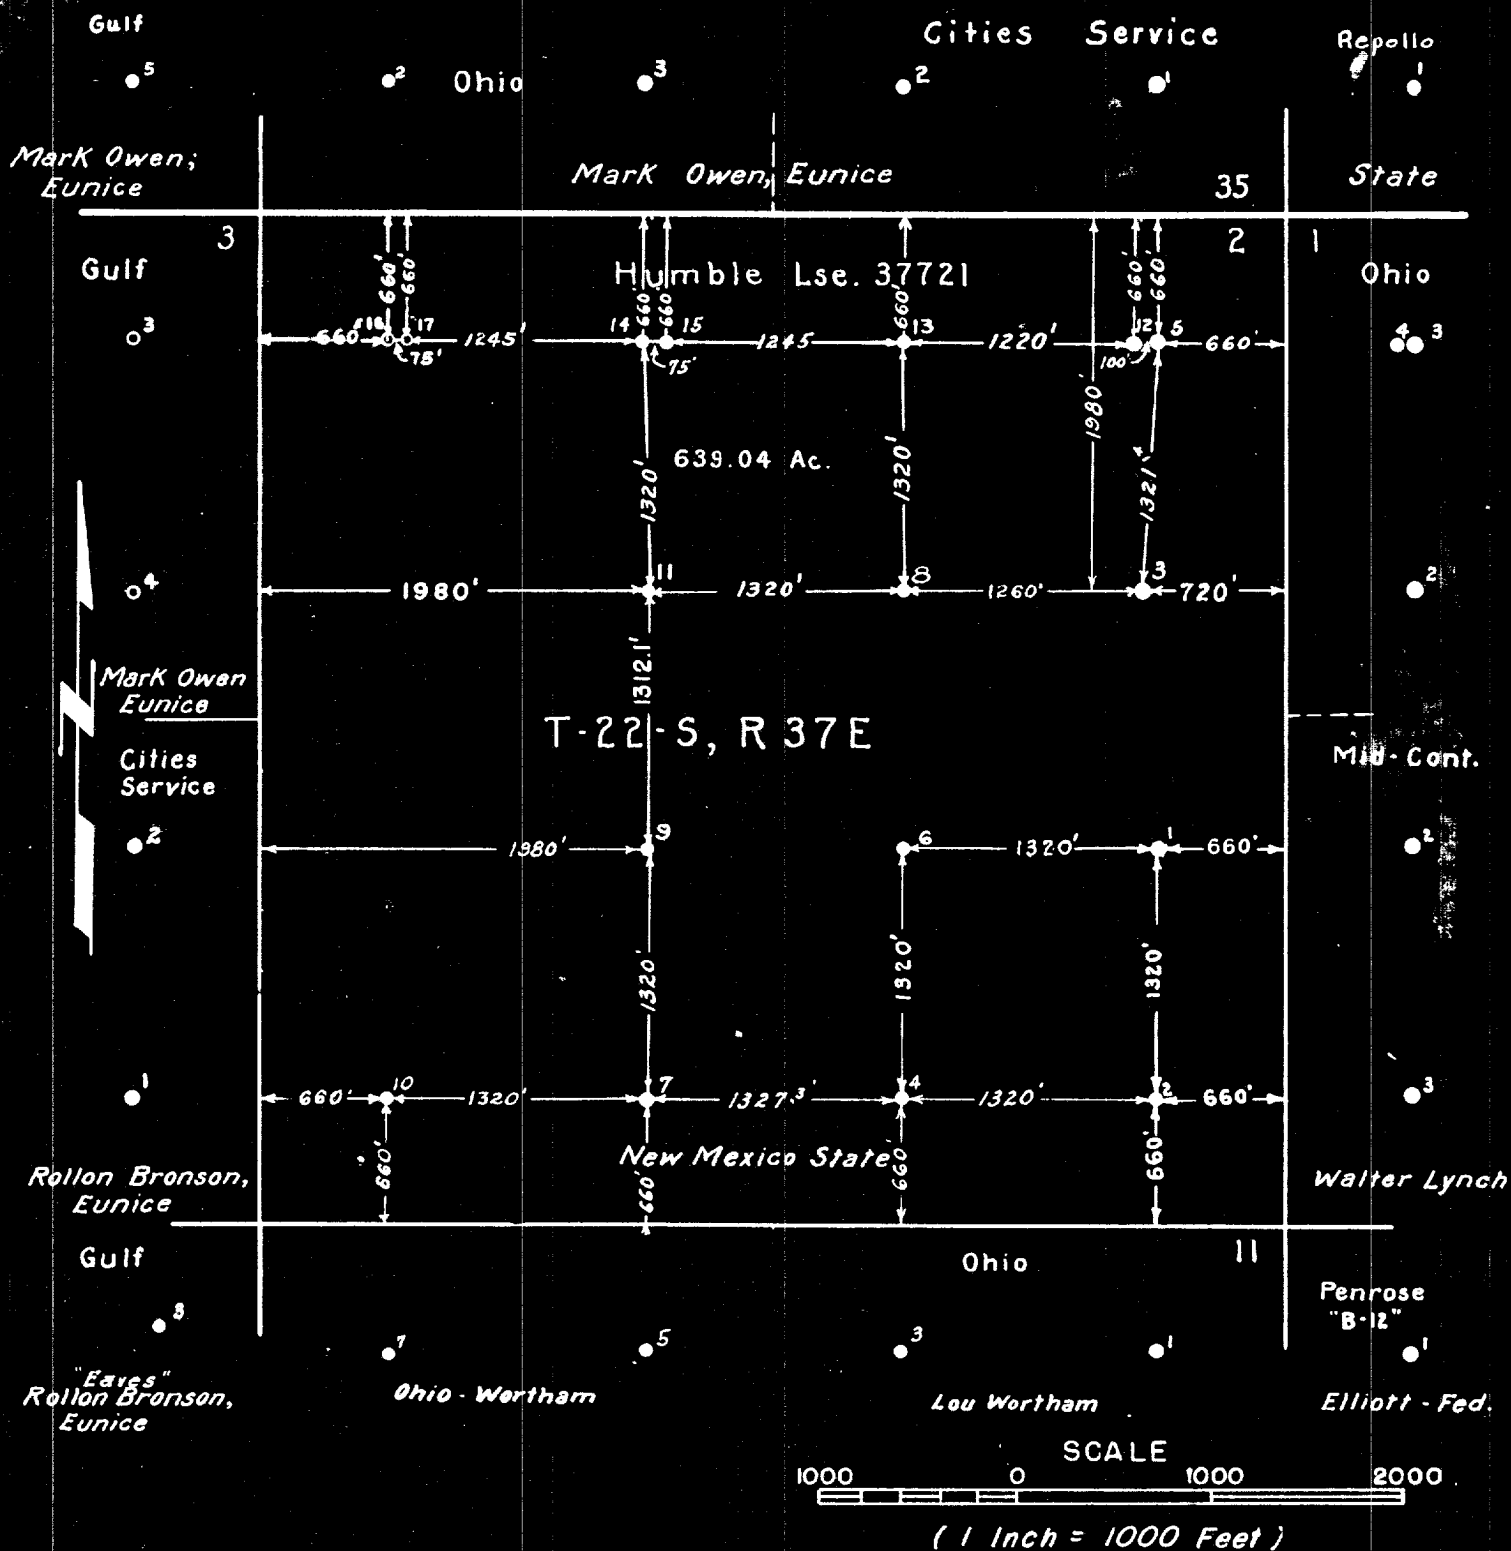 Gulf
Cities Service
Repollo
5
2
Ohio
3
2
1
1
Mark Owen;
Eunice
Mark Owen, Eunice
35
State
3
2
1
Gulf
Humble Lse. 37721
Ohio
660'
660'
660'
660
660'
660'
660'
3
660'
16
17
1245'
14
15
1245
13
1220'
12
5
660'
4
3
75'
75'
100'
1980'
639.04 Ac.
1320'
1320'
1321.4
4
1980'
11
1320'
8
1260'
3
720'
2
1312.1'
Mark Owen
Eunice
T-22-S, R 37E
Cities
Service
Mid-Cont.
2
1980'
9
6
1320'
1
660'
2
1320'
1320'
1320'
1
660'
10
1320'
7
1327.3'
4
1320'
2
660'
3
660'
660'
660'
660'
New Mexico State
Rollon Bronson,
Eunice
Walter Lynch
Gulf
Ohio
11
Penrose
"B-12"
7
5
3
1
1
"Eaves"
Rollon Bronson,
Eunice
Ohio - Wortham
Lou Wortham
Elliott - Fed.
SCALE
1000 0 1000 2000
( 1 Inch = 1000 Feet )